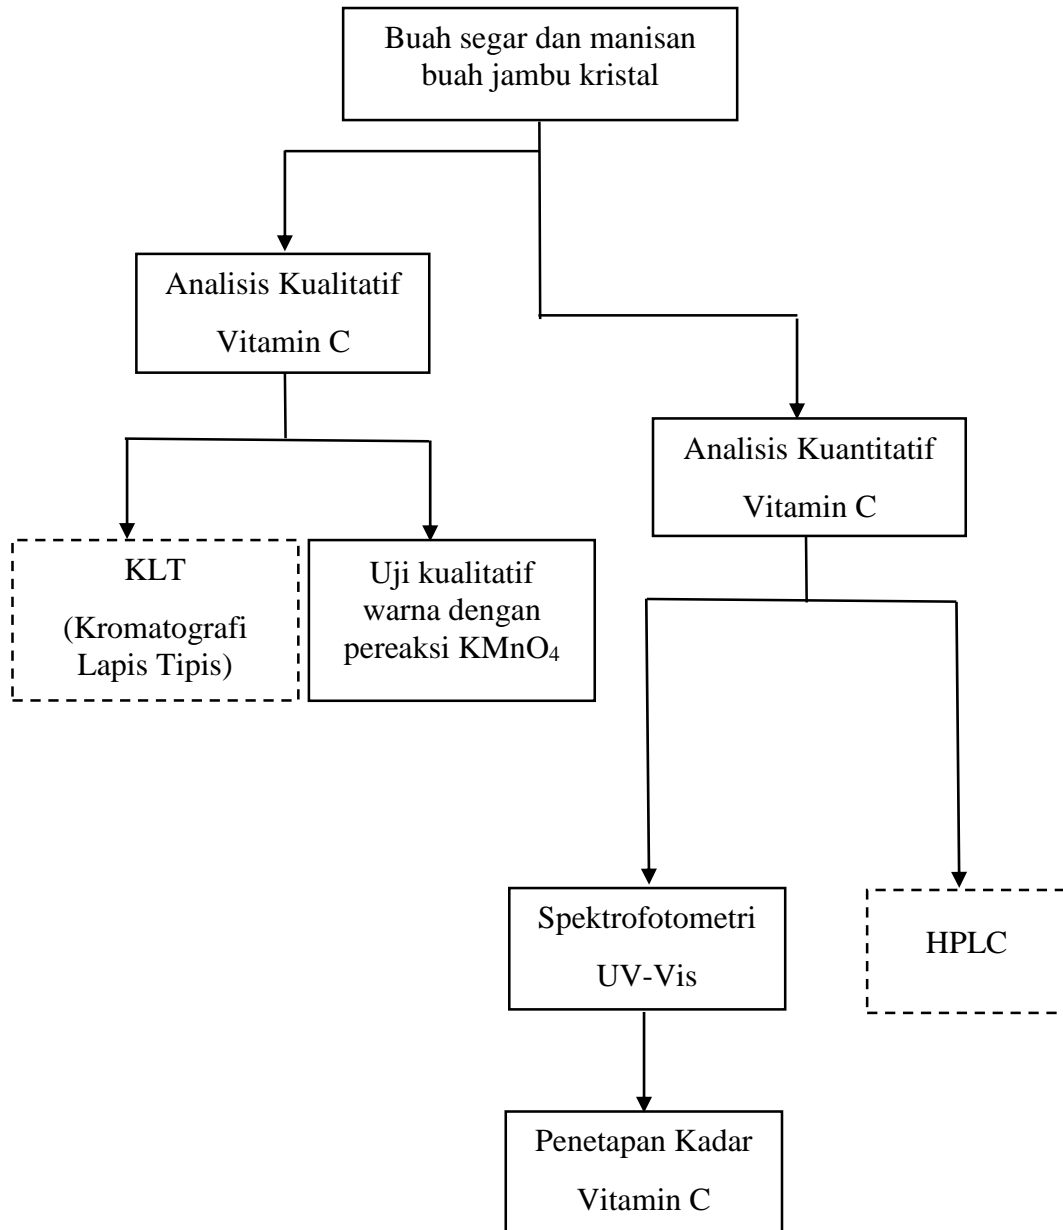 Buah segar dan manisan
buah jambu kristal
Analisis Kualitatif
Vitamin C
Analisis Kuantitatif
Vitamin C
KLT
(Kromatografi
Lapis Tipis)
Uji kualitatif
warna dengan
pereaksi KMnO₄
Spektrofotometri
UV-Vis
HPLC
Penetapan Kadar
Vitamin C